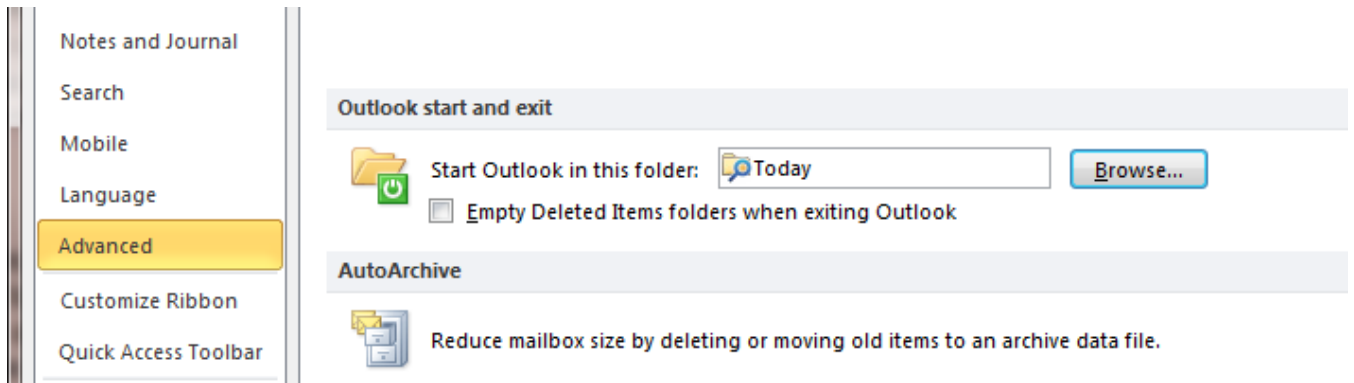 Notes and Journal
Search
Mobile
Language
Advanced
Customize Ribbon
Quick Access Toolbar
Outlook start and exit
Start Outlook in this folder: Today Browse...
Empty Deleted Items folders when exiting Outlook
AutoArchive
Reduce mailbox size by deleting or moving old items to an archive data file.